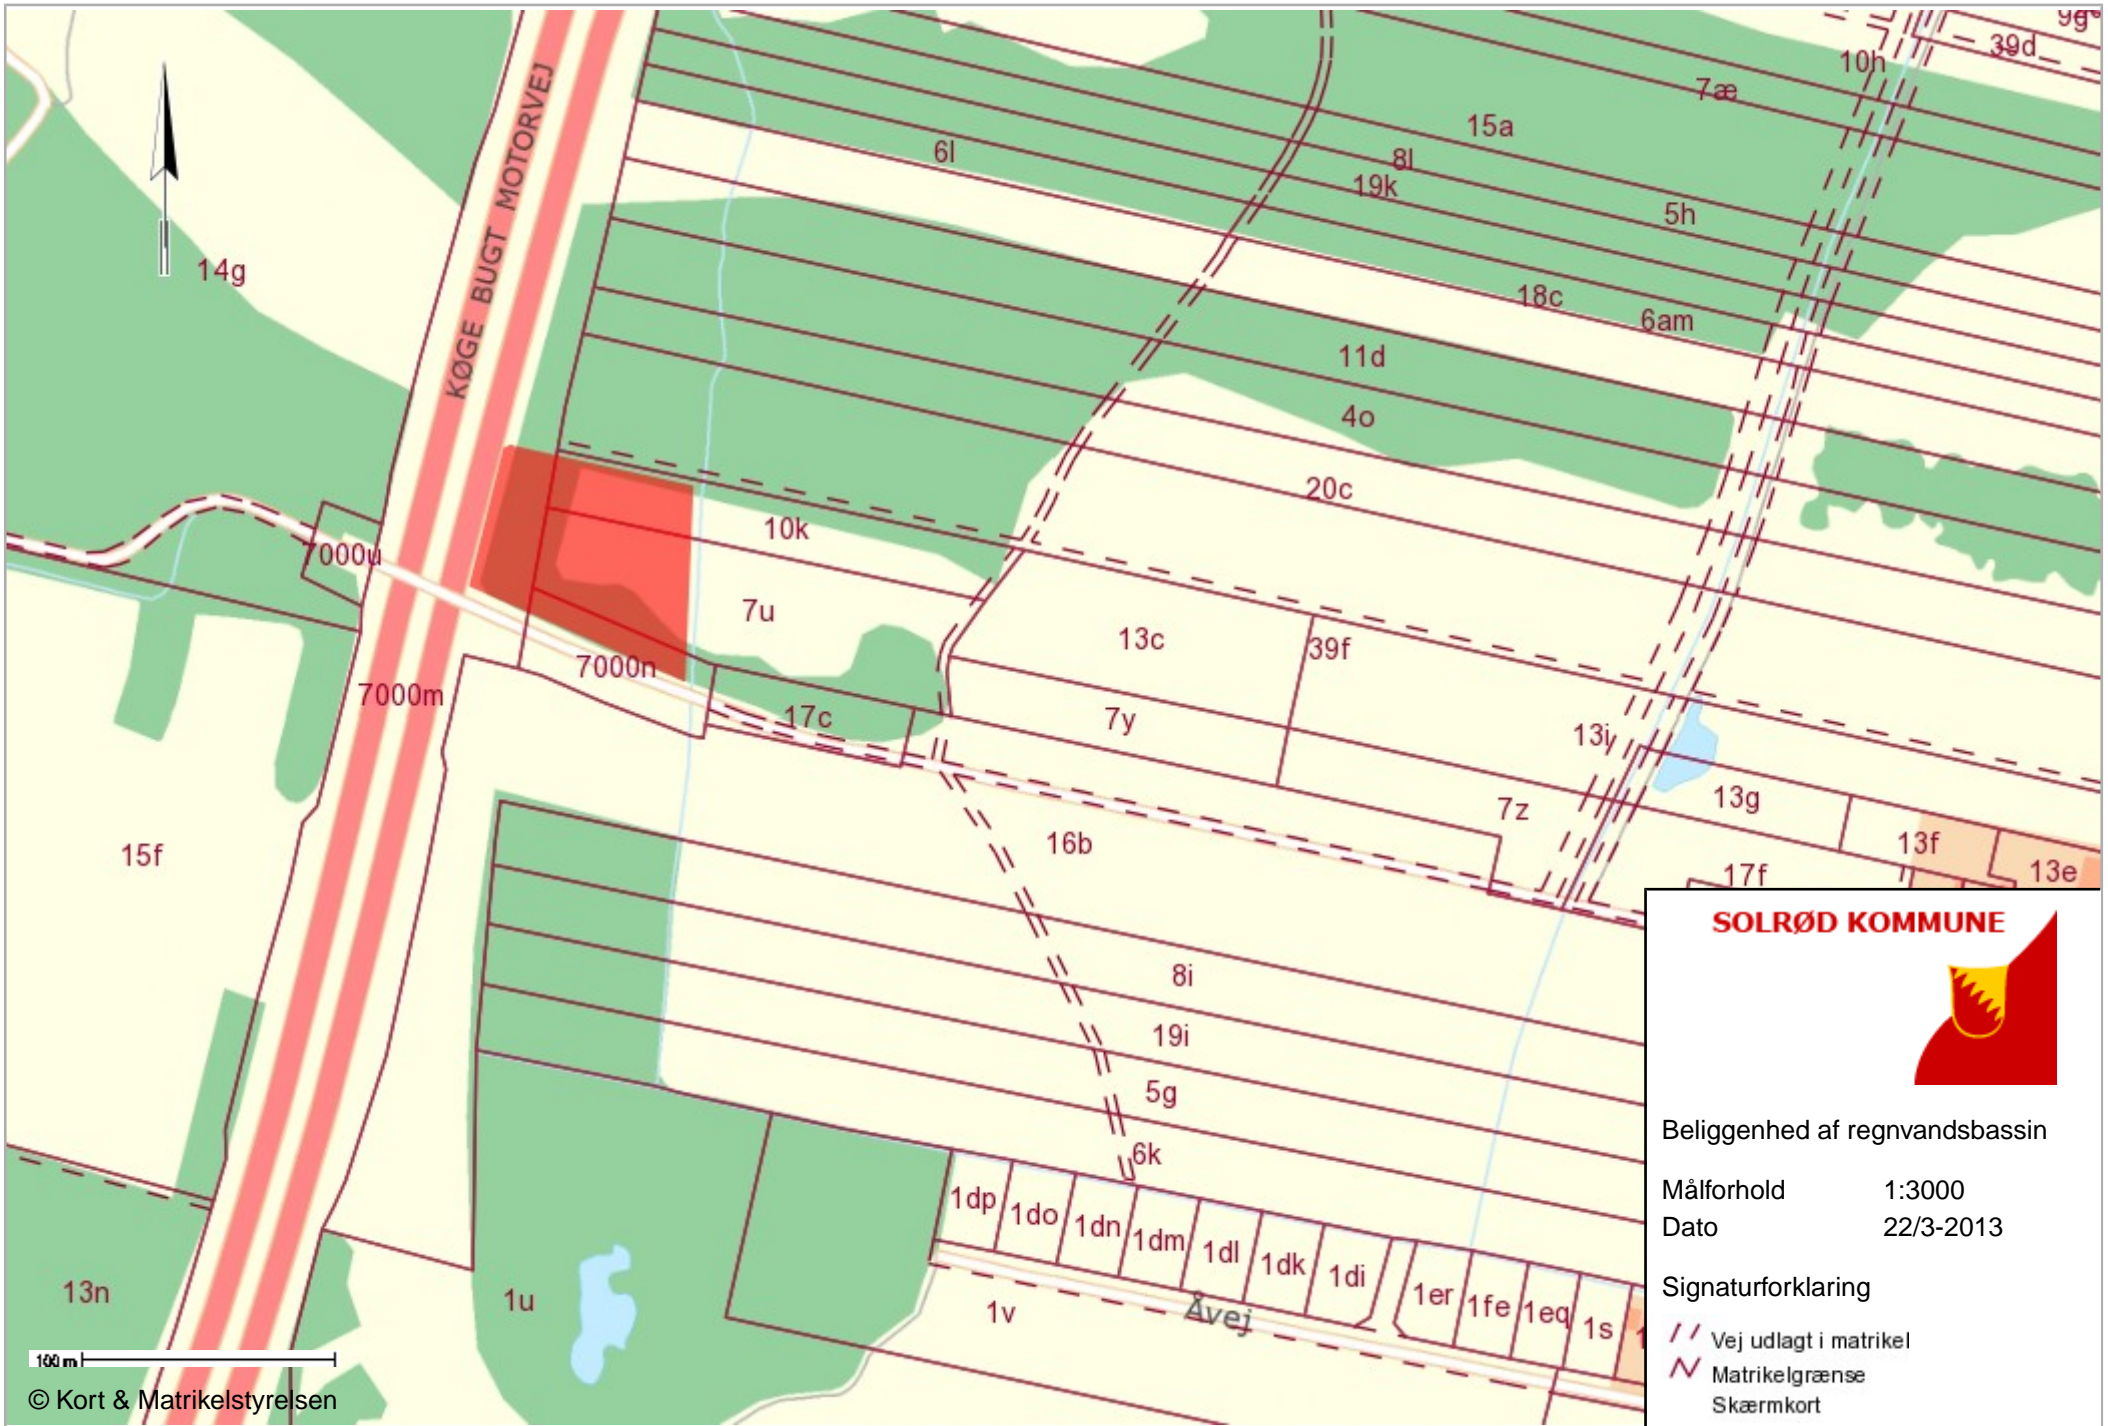 9g
39d
10h
7æ
15a
6l
8l
19k
5h
KØGE BUGT MOTORVEJ
14g
18c
6am
11d
4o
20c
10k
7000u
7u
13c
39f
7000n
7000m
17c
7y
13i
7z
13g
16b
15f
13f
17f
13e
SOLRØD KOMMUNE
8i
19i
5g
6k
Beliggenhed af regnvandsbassin
Målforhold 1:3000
Dato 22/3-2013
1dp
1do
1dn
1dm
1dl
1dk
1di
1er
1fe
1eq
1s
13n
1u
1v
Åvej
Signaturforklaring
Vej udlagt i matrikel
Matrikelgrænse
Skærmkort
100 m
© Kort & Matrikelstyrelsen